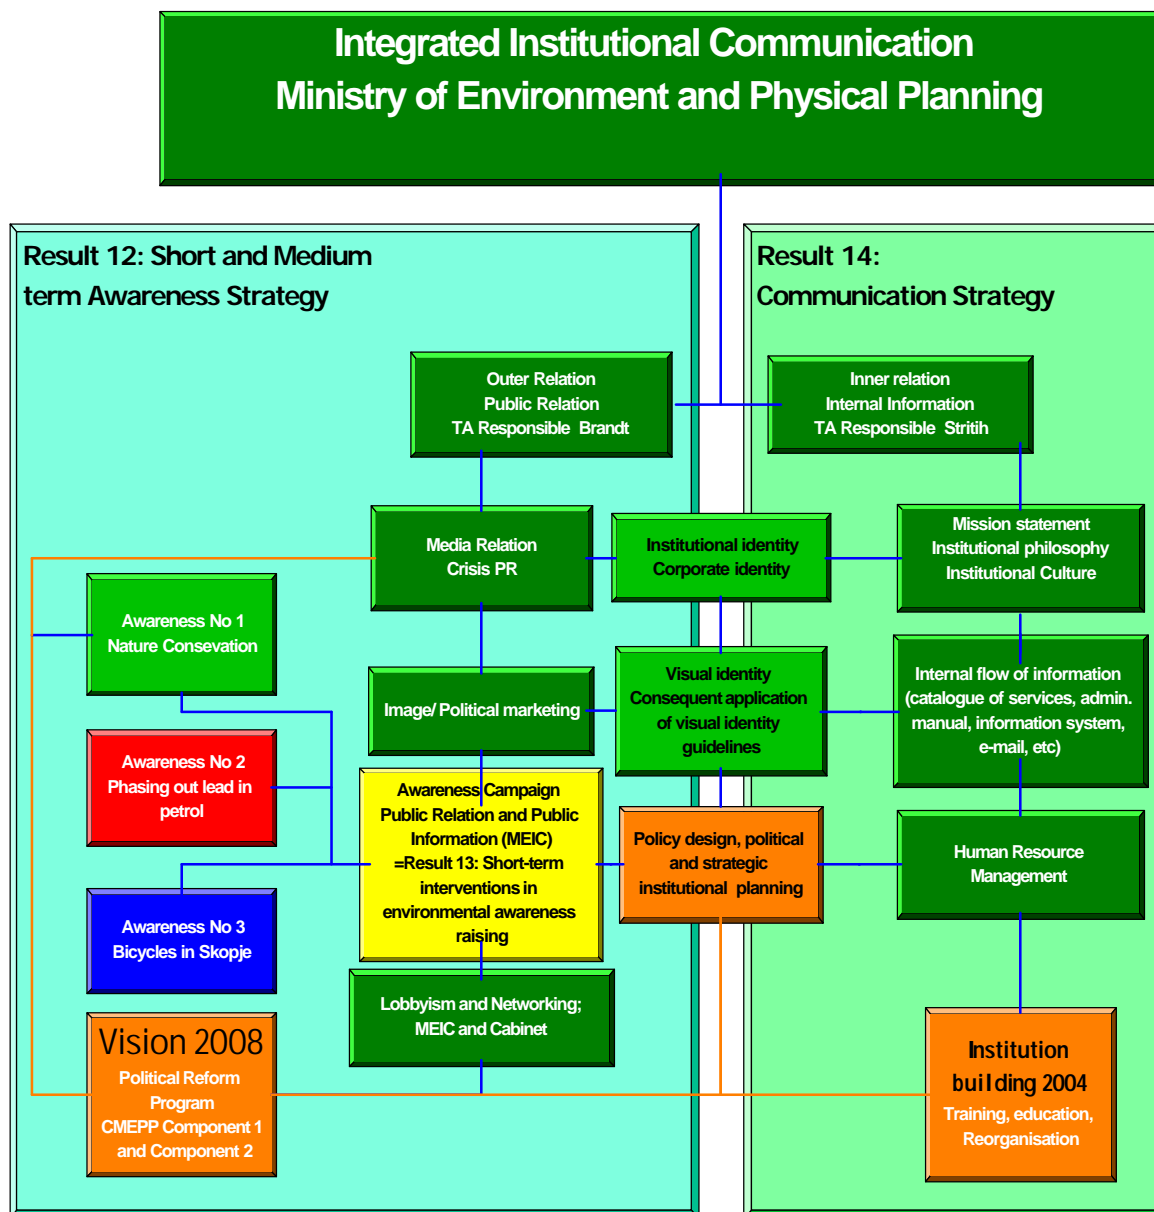 Integrated Institutional Communication
Ministry of Environment and Physical Planning
Result 12: Short and Medium
term Awareness Strategy
Result 14:
Communication Strategy
Outer Relation
Public Relation
TA Responsible Brandt
Inner relation
Internal Information
TA Responsible Stritih
Media Relation
Crisis PR
Institutional identity
Corporate identity
Mission statement
Institutional philosophy
Institutional Culture
Awareness No 1
Nature Consevation
Image/ Political marketing
Visual identity
Consequent application
of visual identity
guidelines
Internal flow of information
(catalogue of services, admin.
manual, information system,
e-mail, etc)
Awareness No 2
Phasing out lead in
petrol
Awareness Campaign
Public Relation and Public
Information (MEIC)
=Result 13: Short-term
interventions in
environmental awareness
raising
Policy design, political
and strategic
institutional planning
Human Resource
Management
Awareness No 3
Bicycles in Skopje
Lobbyism and Networking;
MEIC and Cabinet
Vision 2008
Political Reform
Program
CMEPP Component 1
and Component 2
Institution
building 2004
Training, education,
Reorganisation